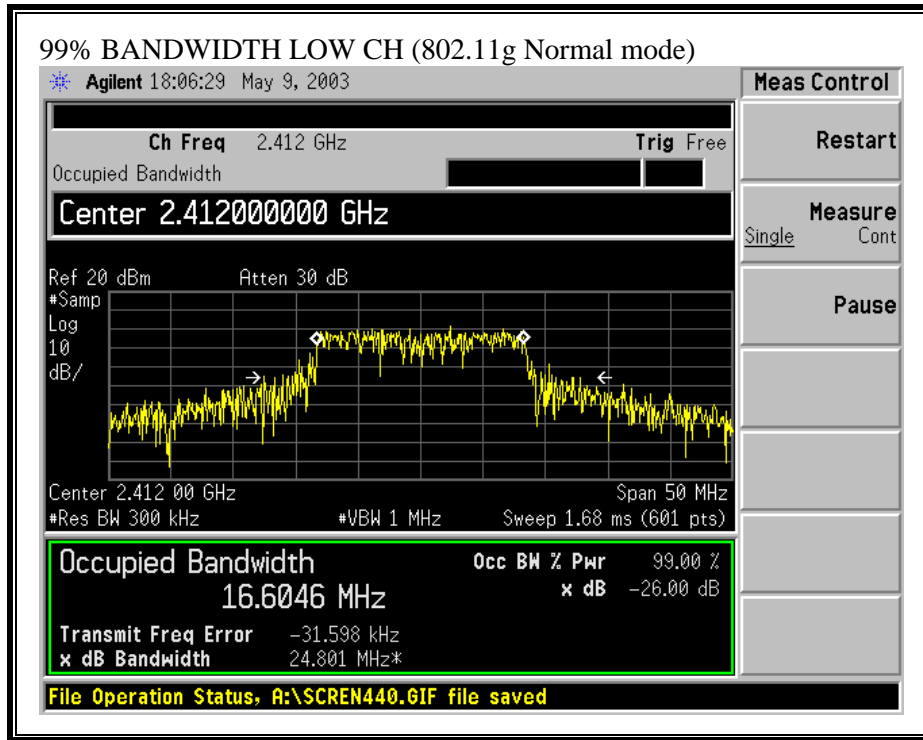 99% BANDWIDTH LOW CH (802.11g Normal mode)
Agilent 18:06:29 May 9, 2003
Meas Control
Ch Freq 2.412 GHz Trig Free
Occupied Bandwidth
Center 2.412000000 GHz
Restart
Measure
Single Cont
Pause
Ref 20 dBm Atten 30 dB
#Samp
Log
10
dB/
Center 2.412 00 GHz Span 50 MHz
#Res BW 300 kHz #VBW 1 MHz Sweep 1.68 ms (601 pts)
Occupied Bandwidth
16.6046 MHz
Occ BW % Pwr 99.00 %
x dB -26.00 dB
Transmit Freq Error -31.598 kHz
x dB Bandwidth 24.801 MHz*
File Operation Status, A:\SCREN440.GIF file saved